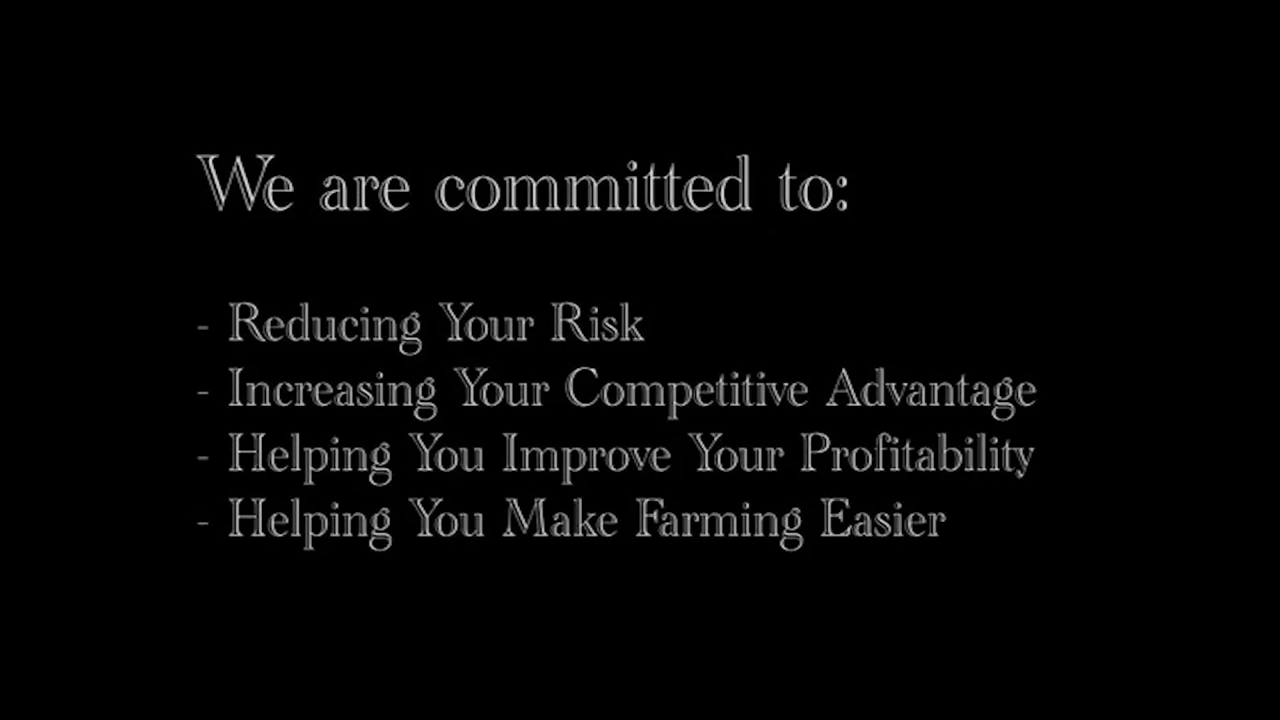 We are committed to:
- Reducing Your Risk
- Increasing Your Competitive Advantage
- Helping You Improve Your Profitability
- Helping You Make Farming Easier